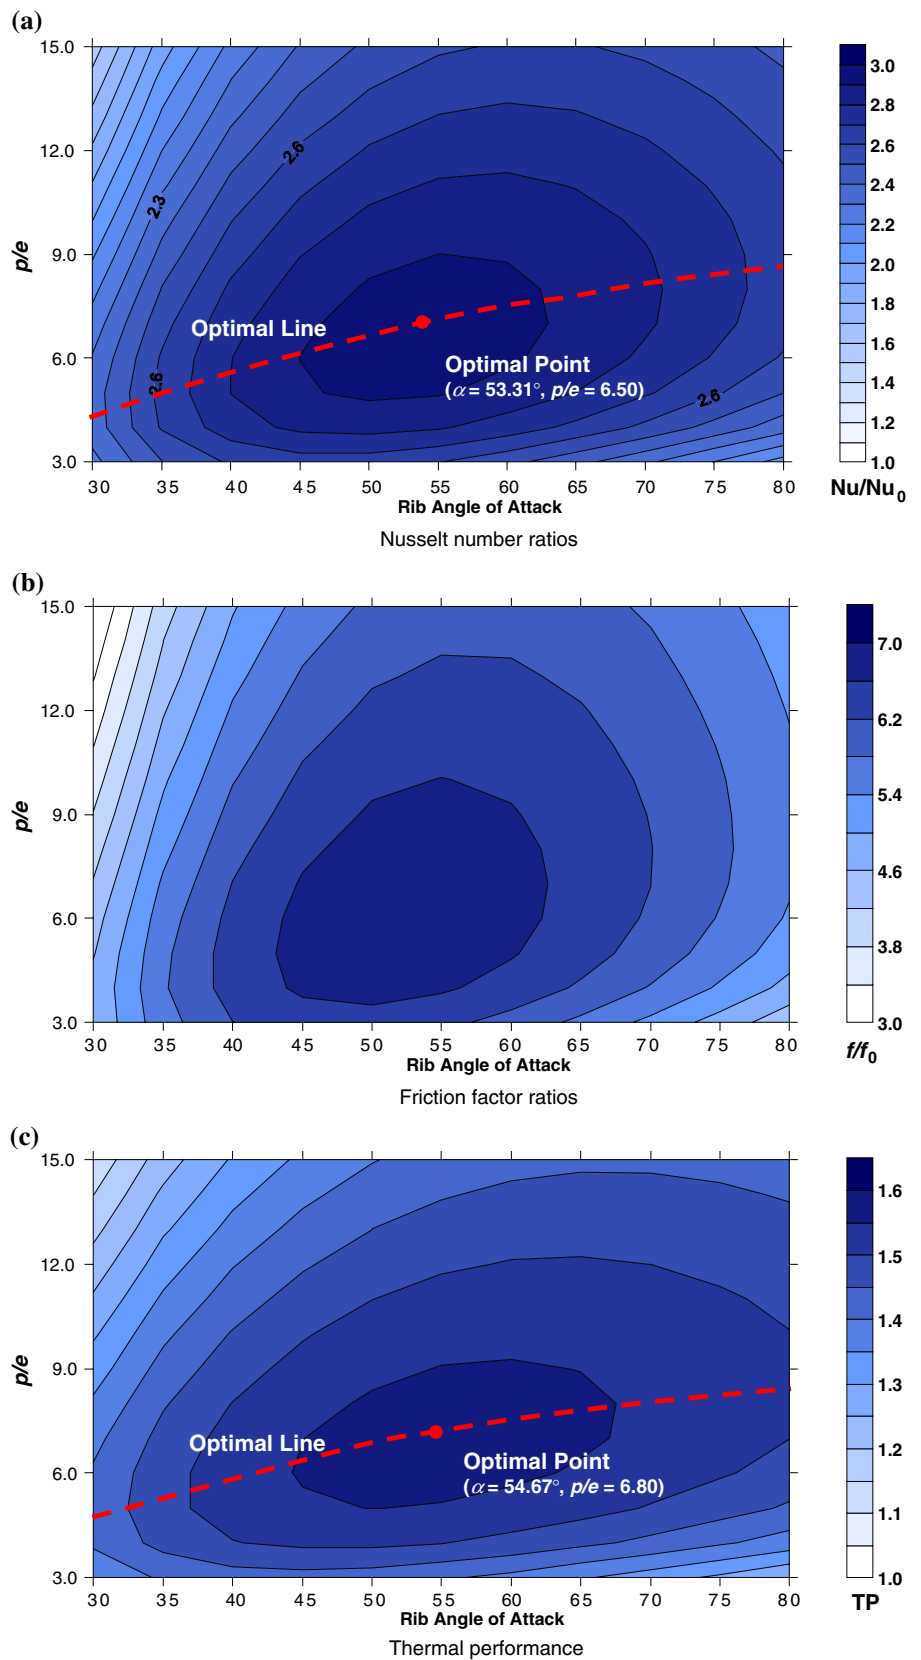 (a)
15.0
12.0
9.0
6.0
3.0
p/e
2.6
2.3
2.6
2.6
Optimal Line
Optimal Point
(α = 53.31°, p/e = 6.50)
30 35 40 45 50 55 60 65 70 75 80
Rib Angle of Attack
Nusselt number ratios
3.0
2.8
2.6
2.4
2.2
2.0
1.8
1.6
1.4
1.2
1.0
Nu/Nu0
(b)
15.0
12.0
9.0
6.0
3.0
p/e
30 35 40 45 50 55 60 65 70 75 80
Rib Angle of Attack
Friction factor ratios
7.0
6.2
5.4
4.6
3.8
3.0
f/f0
(c)
15.0
12.0
9.0
6.0
3.0
p/e
Optimal Line
Optimal Point
(α = 54.67°, p/e = 6.80)
30 35 40 45 50 55 60 65 70 75 80
Rib Angle of Attack
Thermal performance
1.6
1.5
1.4
1.3
1.2
1.1
1.0
TP